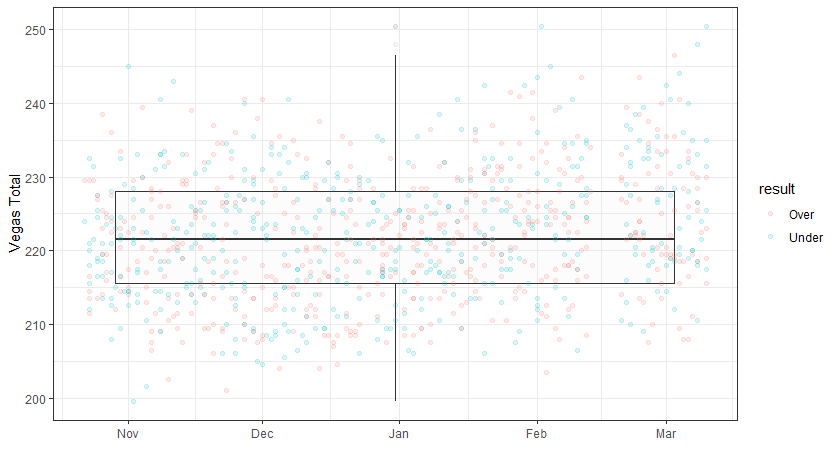 250
240
230
220
210
200
Vegas Total
Nov Dec Jan Feb Mar
result
Over
Under